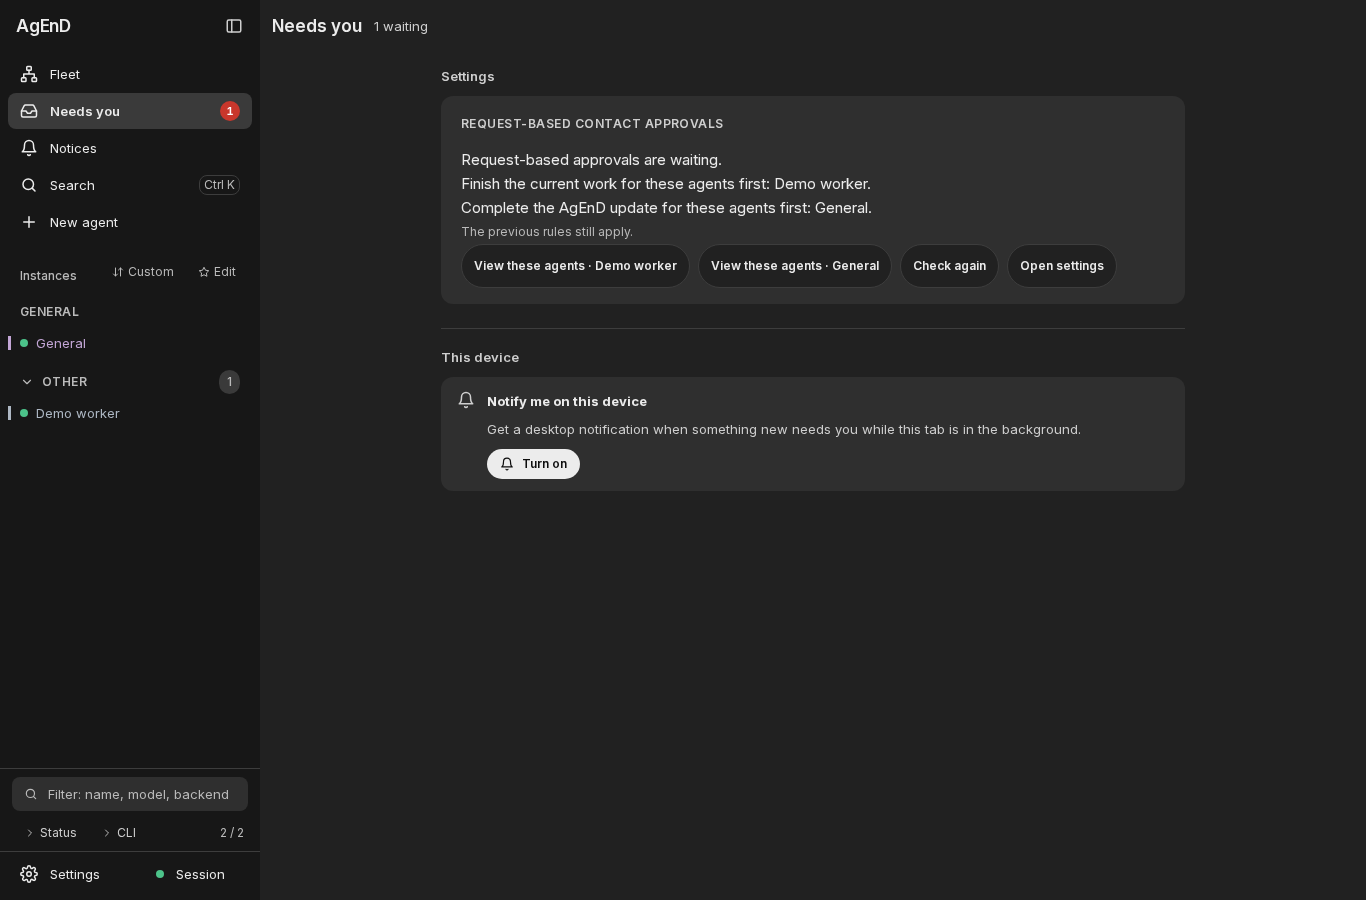 AgEnD
Fleet
Needs you
1
Notices
Search
Ctrl K
New agent
Instances
Custom
Edit
GENERAL
General
OTHER
1
Demo worker
Filter: name, model, backend
Status
CLI
2 / 2
Settings
Session
Needs you
1 waiting
Settings
REQUEST-BASED CONTACT APPROVALS
Request-based approvals are waiting.
Finish the current work for these agents first: Demo worker.
Complete the AgEnD update for these agents first: General.
The previous rules still apply.
View these agents · Demo worker
View these agents · General
Check again
Open settings
This device
Notify me on this device
Get a desktop notification when something new needs you while this tab is in the background.
Turn on